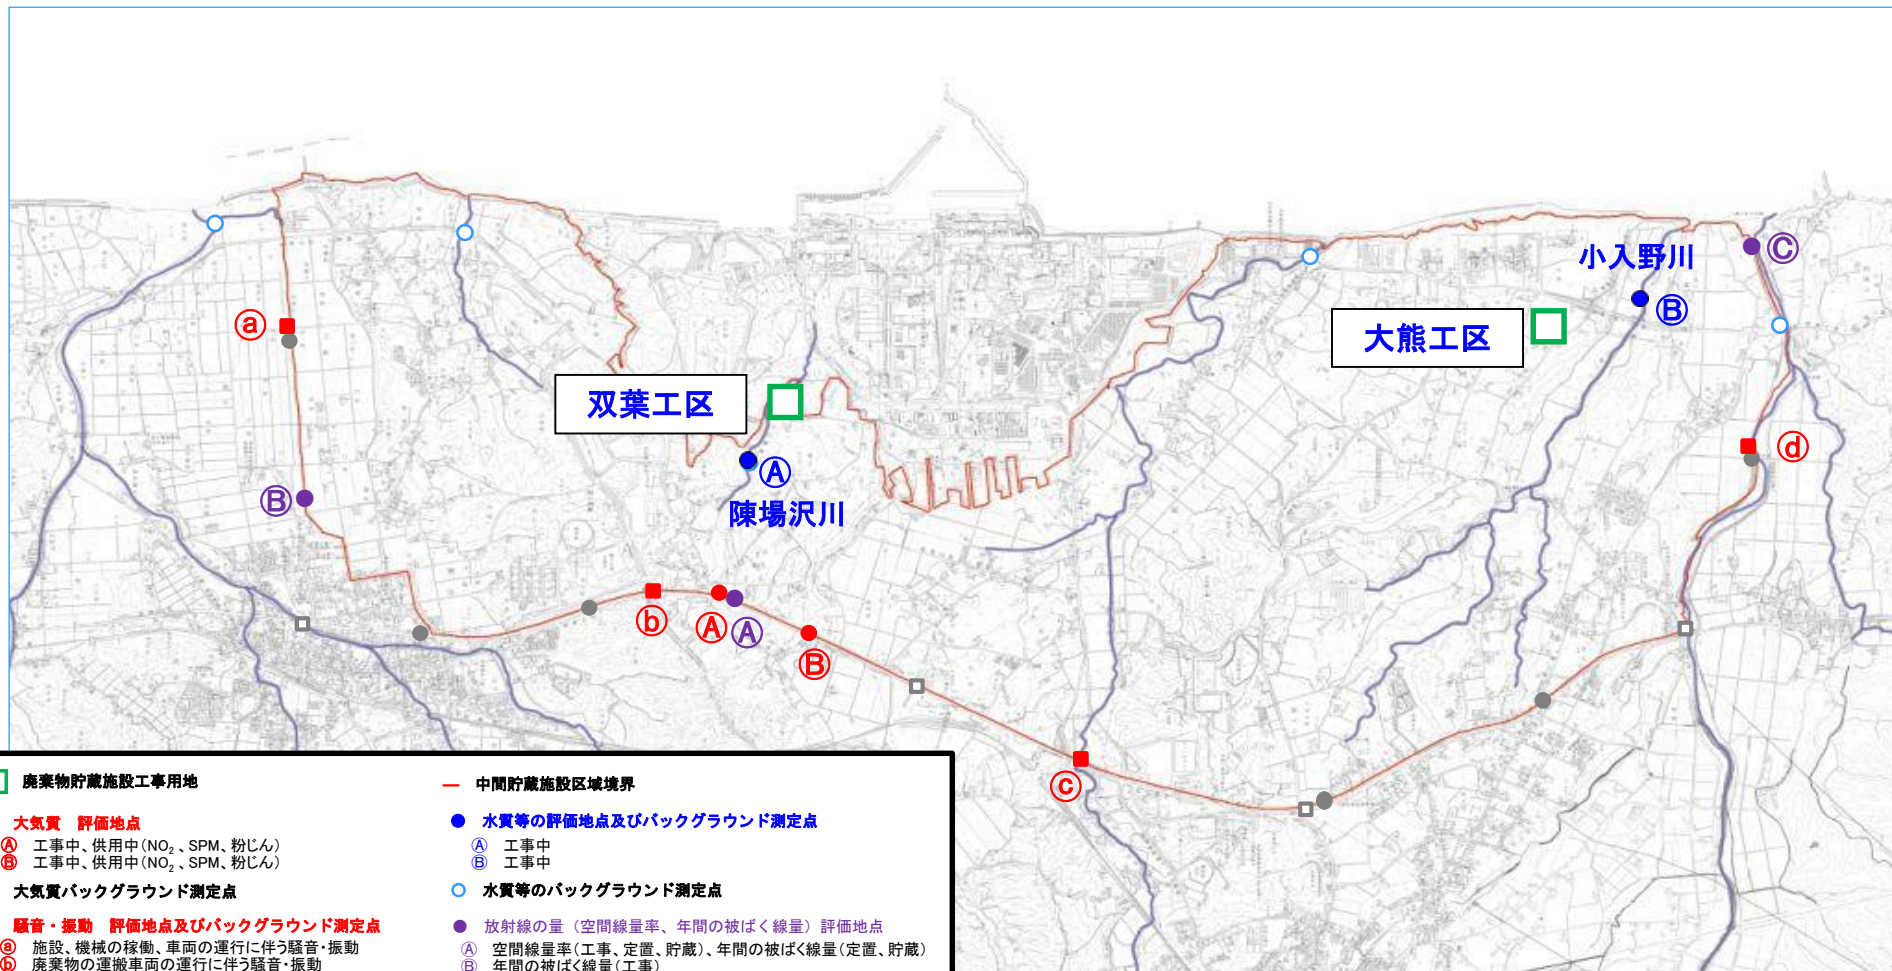 小入野川
Ⓒ
Ⓑ
ⓐ
大熊工区
双葉工区
ⓓ
Ⓐ
Ⓑ
陳場沢川
ⓑ
Ⓐ
Ⓐ
Ⓑ
ⓒ
廃棄物貯蔵施設工事用地
大気質 評価地点
Ⓐ 工事中、供用中(NO₂、SPM、粉じん)
Ⓑ 工事中、供用中(NO₂、SPM、粉じん)
大気質バックグラウンド測定点
騒音・振動 評価地点及びバックグラウンド測定点
ⓐ 施設、機械の稼働、車両の運行に伴う騒音・振動
ⓑ 廃棄物の運搬車両の運行に伴う騒音・振動
中間貯蔵施設区域境界
水質等の評価地点及びバックグラウンド測定点
Ⓐ 工事中
Ⓑ 工事中
水質等のバックグラウンド測定点
放射線の量（空間線量率、年間の被ばく線量）評価地点
Ⓐ 空間線量率(工事、定置、貯蔵)、年間の被ばく線量(定置、貯蔵)
Ⓑ 年間の被ばく線量(工事)